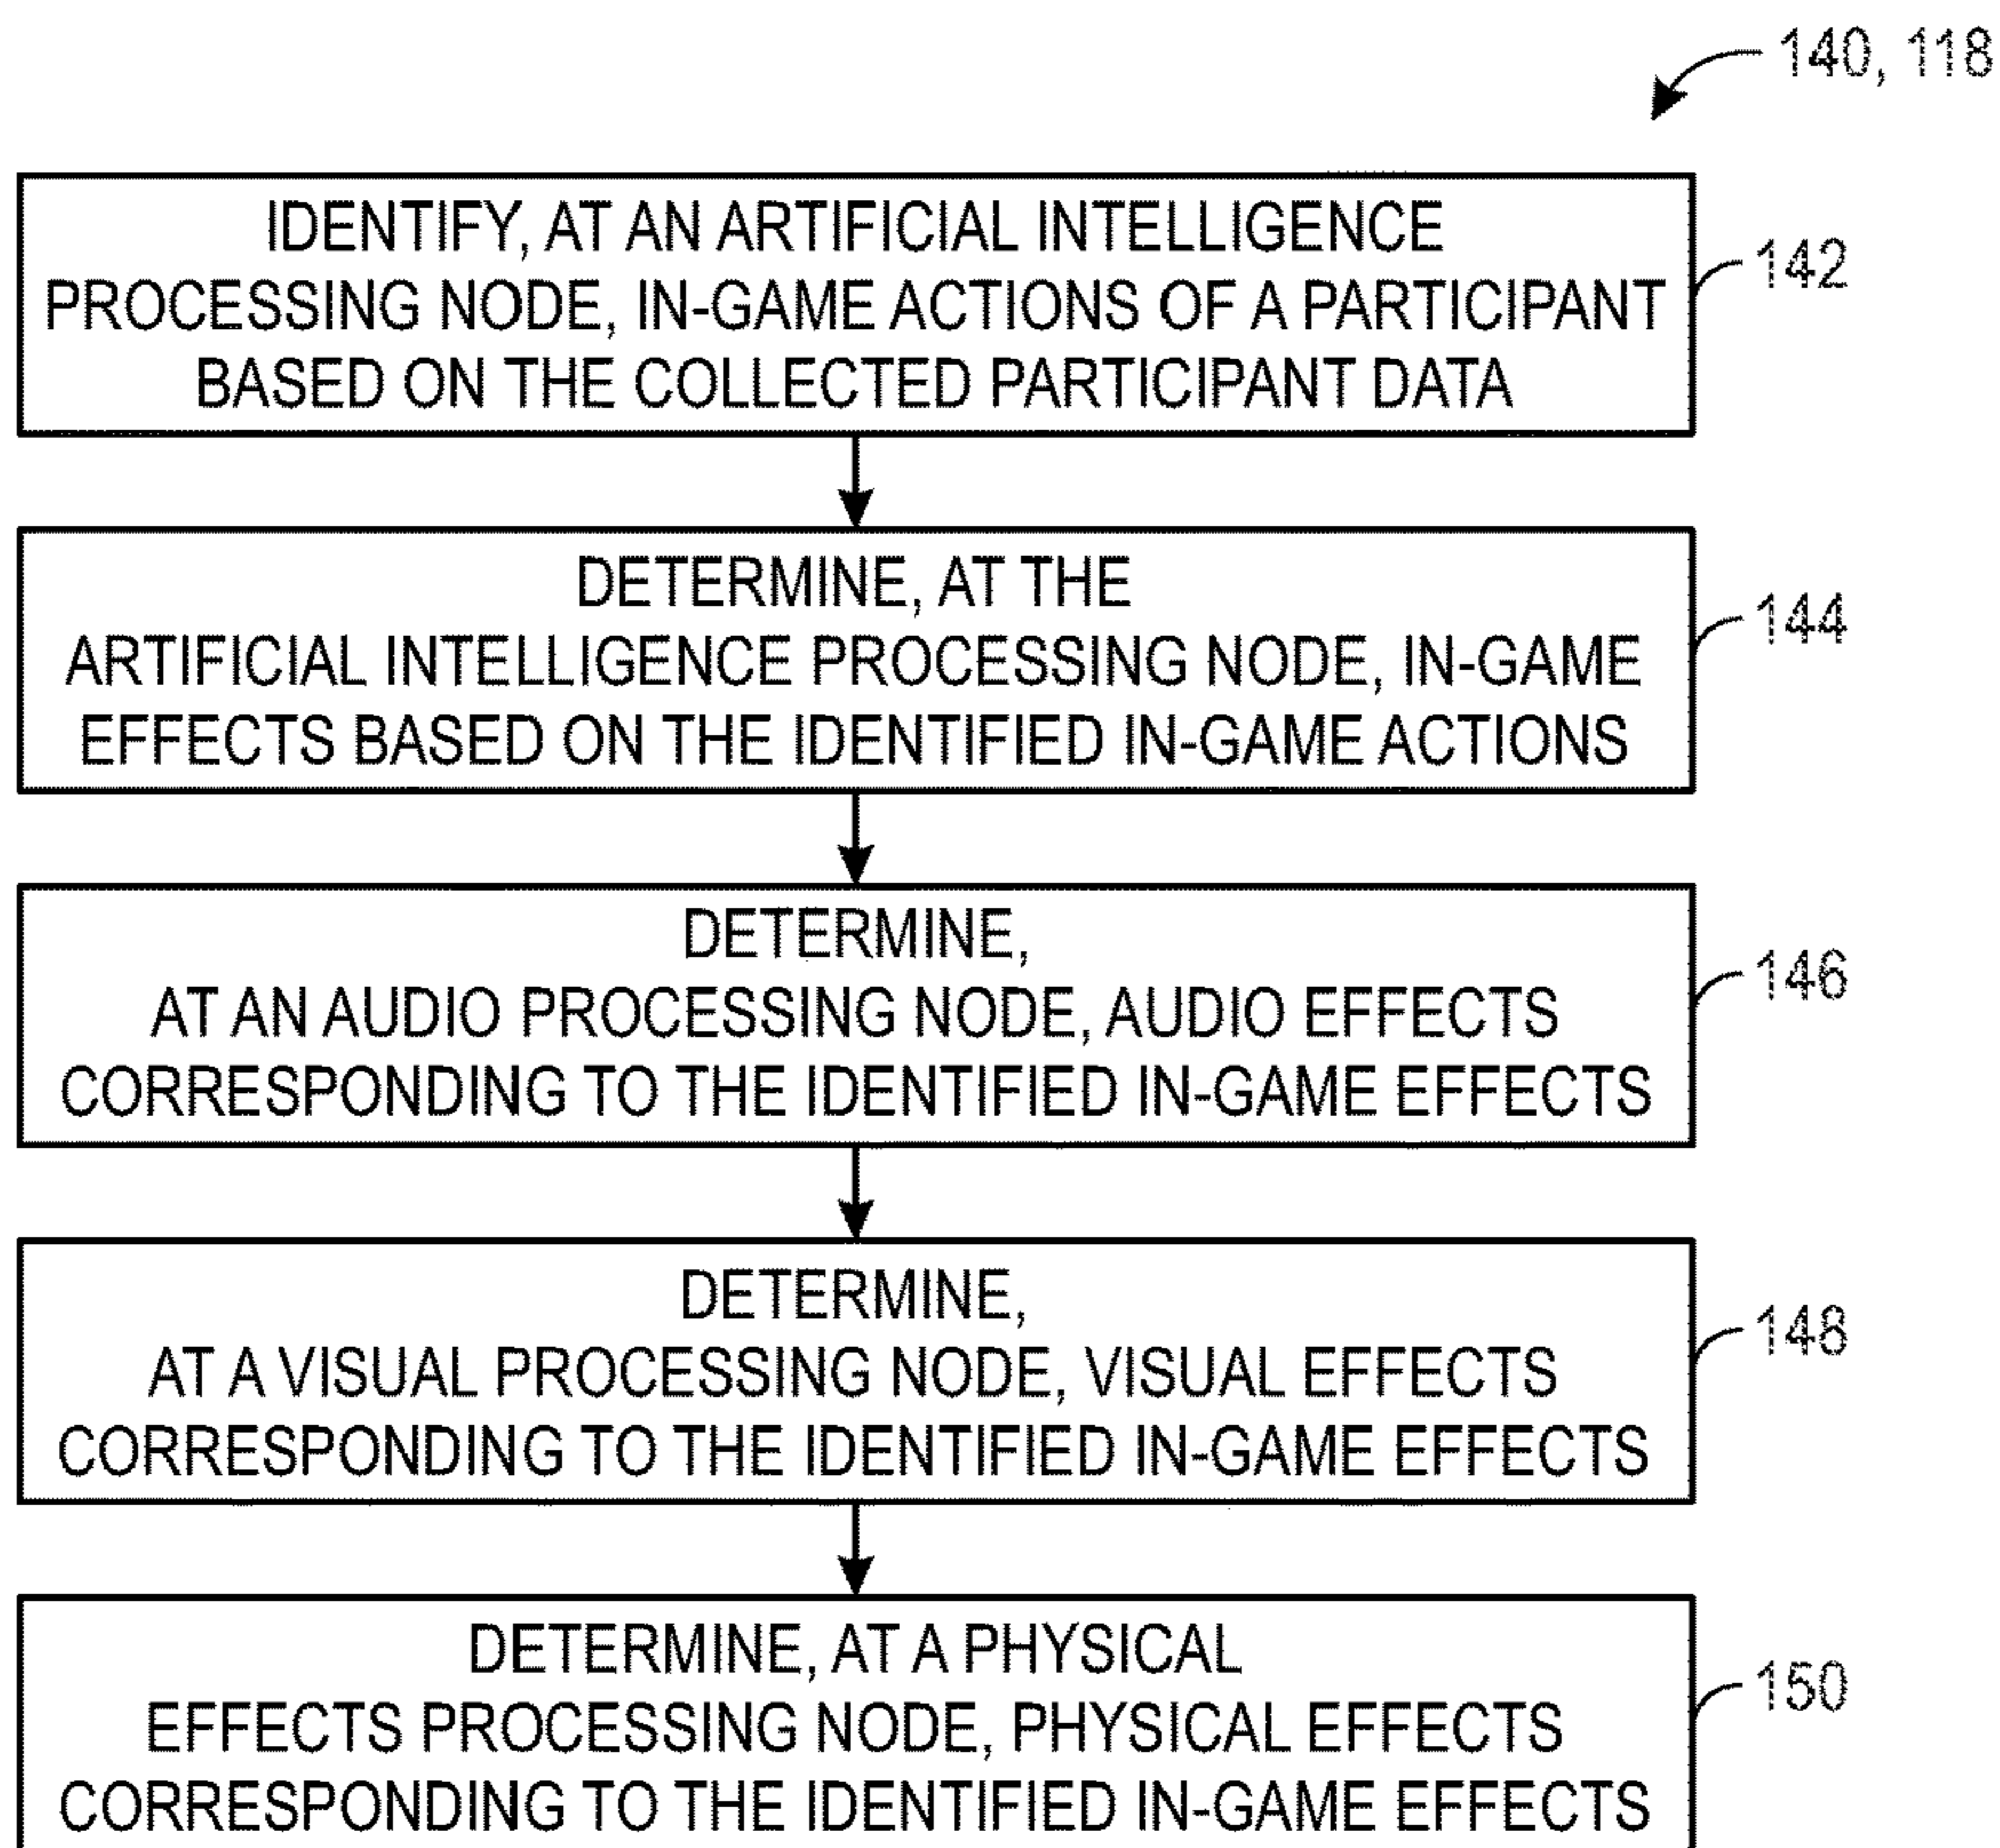 140, 118
IDENTIFY, AT AN ARTIFICIAL INTELLIGENCE
PROCESSING NODE, IN-GAME ACTIONS OF A PARTICIPANT
BASED ON THE COLLECTED PARTICIPANT DATA
142
DETERMINE, AT THE
ARTIFICIAL INTELLIGENCE PROCESSING NODE, IN-GAME
EFFECTS BASED ON THE IDENTIFIED IN-GAME ACTIONS
144
DETERMINE,
AT AN AUDIO PROCESSING NODE, AUDIO EFFECTS
CORRESPONDING TO THE IDENTIFIED IN-GAME EFFECTS
146
DETERMINE,
AT A VISUAL PROCESSING NODE, VISUAL EFFECTS
CORRESPONDING TO THE IDENTIFIED IN-GAME EFFECTS
148
DETERMINE, AT A PHYSICAL
EFFECTS PROCESSING NODE, PHYSICAL EFFECTS
CORRESPONDING TO THE IDENTIFIED IN-GAME EFFECTS
150